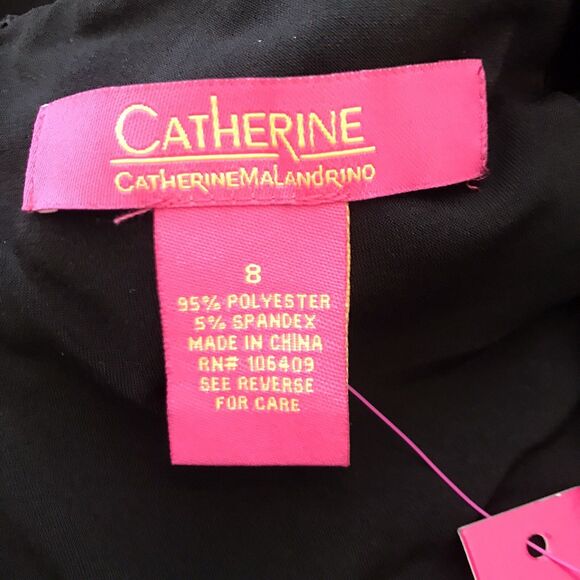 CATHERINE
CATHERINEMALANDRINO
8
95% POLYESTER
5% SPANDEX
MADE IN CHINA
RN# 106409
SEE REVERSE
FOR CARE